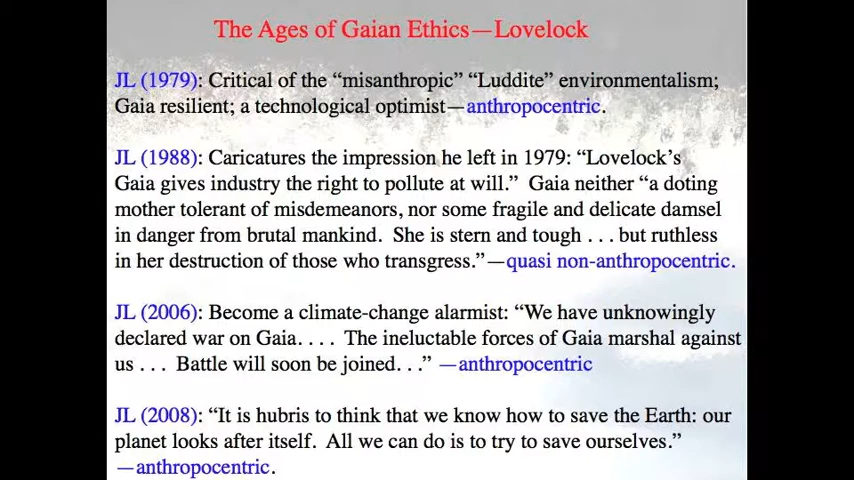 The Ages of Gaian Ethics—Lovelock
JL (1979): Critical of the “misanthropic” “Luddite” environmentalism;
Gaia resilient; a technological optimist—anthropocentric.
JL (1988): Caricatures the impression he left in 1979: “Lovelock’s
Gaia gives industry the right to pollute at will.” Gaia neither “a doting
mother tolerant of misdemeanors, nor some fragile and delicate damsel
in danger from brutal mankind. She is stern and tough . . . but ruthless
in her destruction of those who transgress.”—quasi non-anthropocentric.
JL (2006): Become a climate-change alarmist: “We have unknowingly
declared war on Gaia. . . . The ineluctable forces of Gaia marshal against
us . . . Battle will soon be joined. . .” —anthropocentric
JL (2008): “It is hubris to think that we know how to save the Earth: our
planet looks after itself. All we can do is to try to save ourselves.”
—anthropocentric.